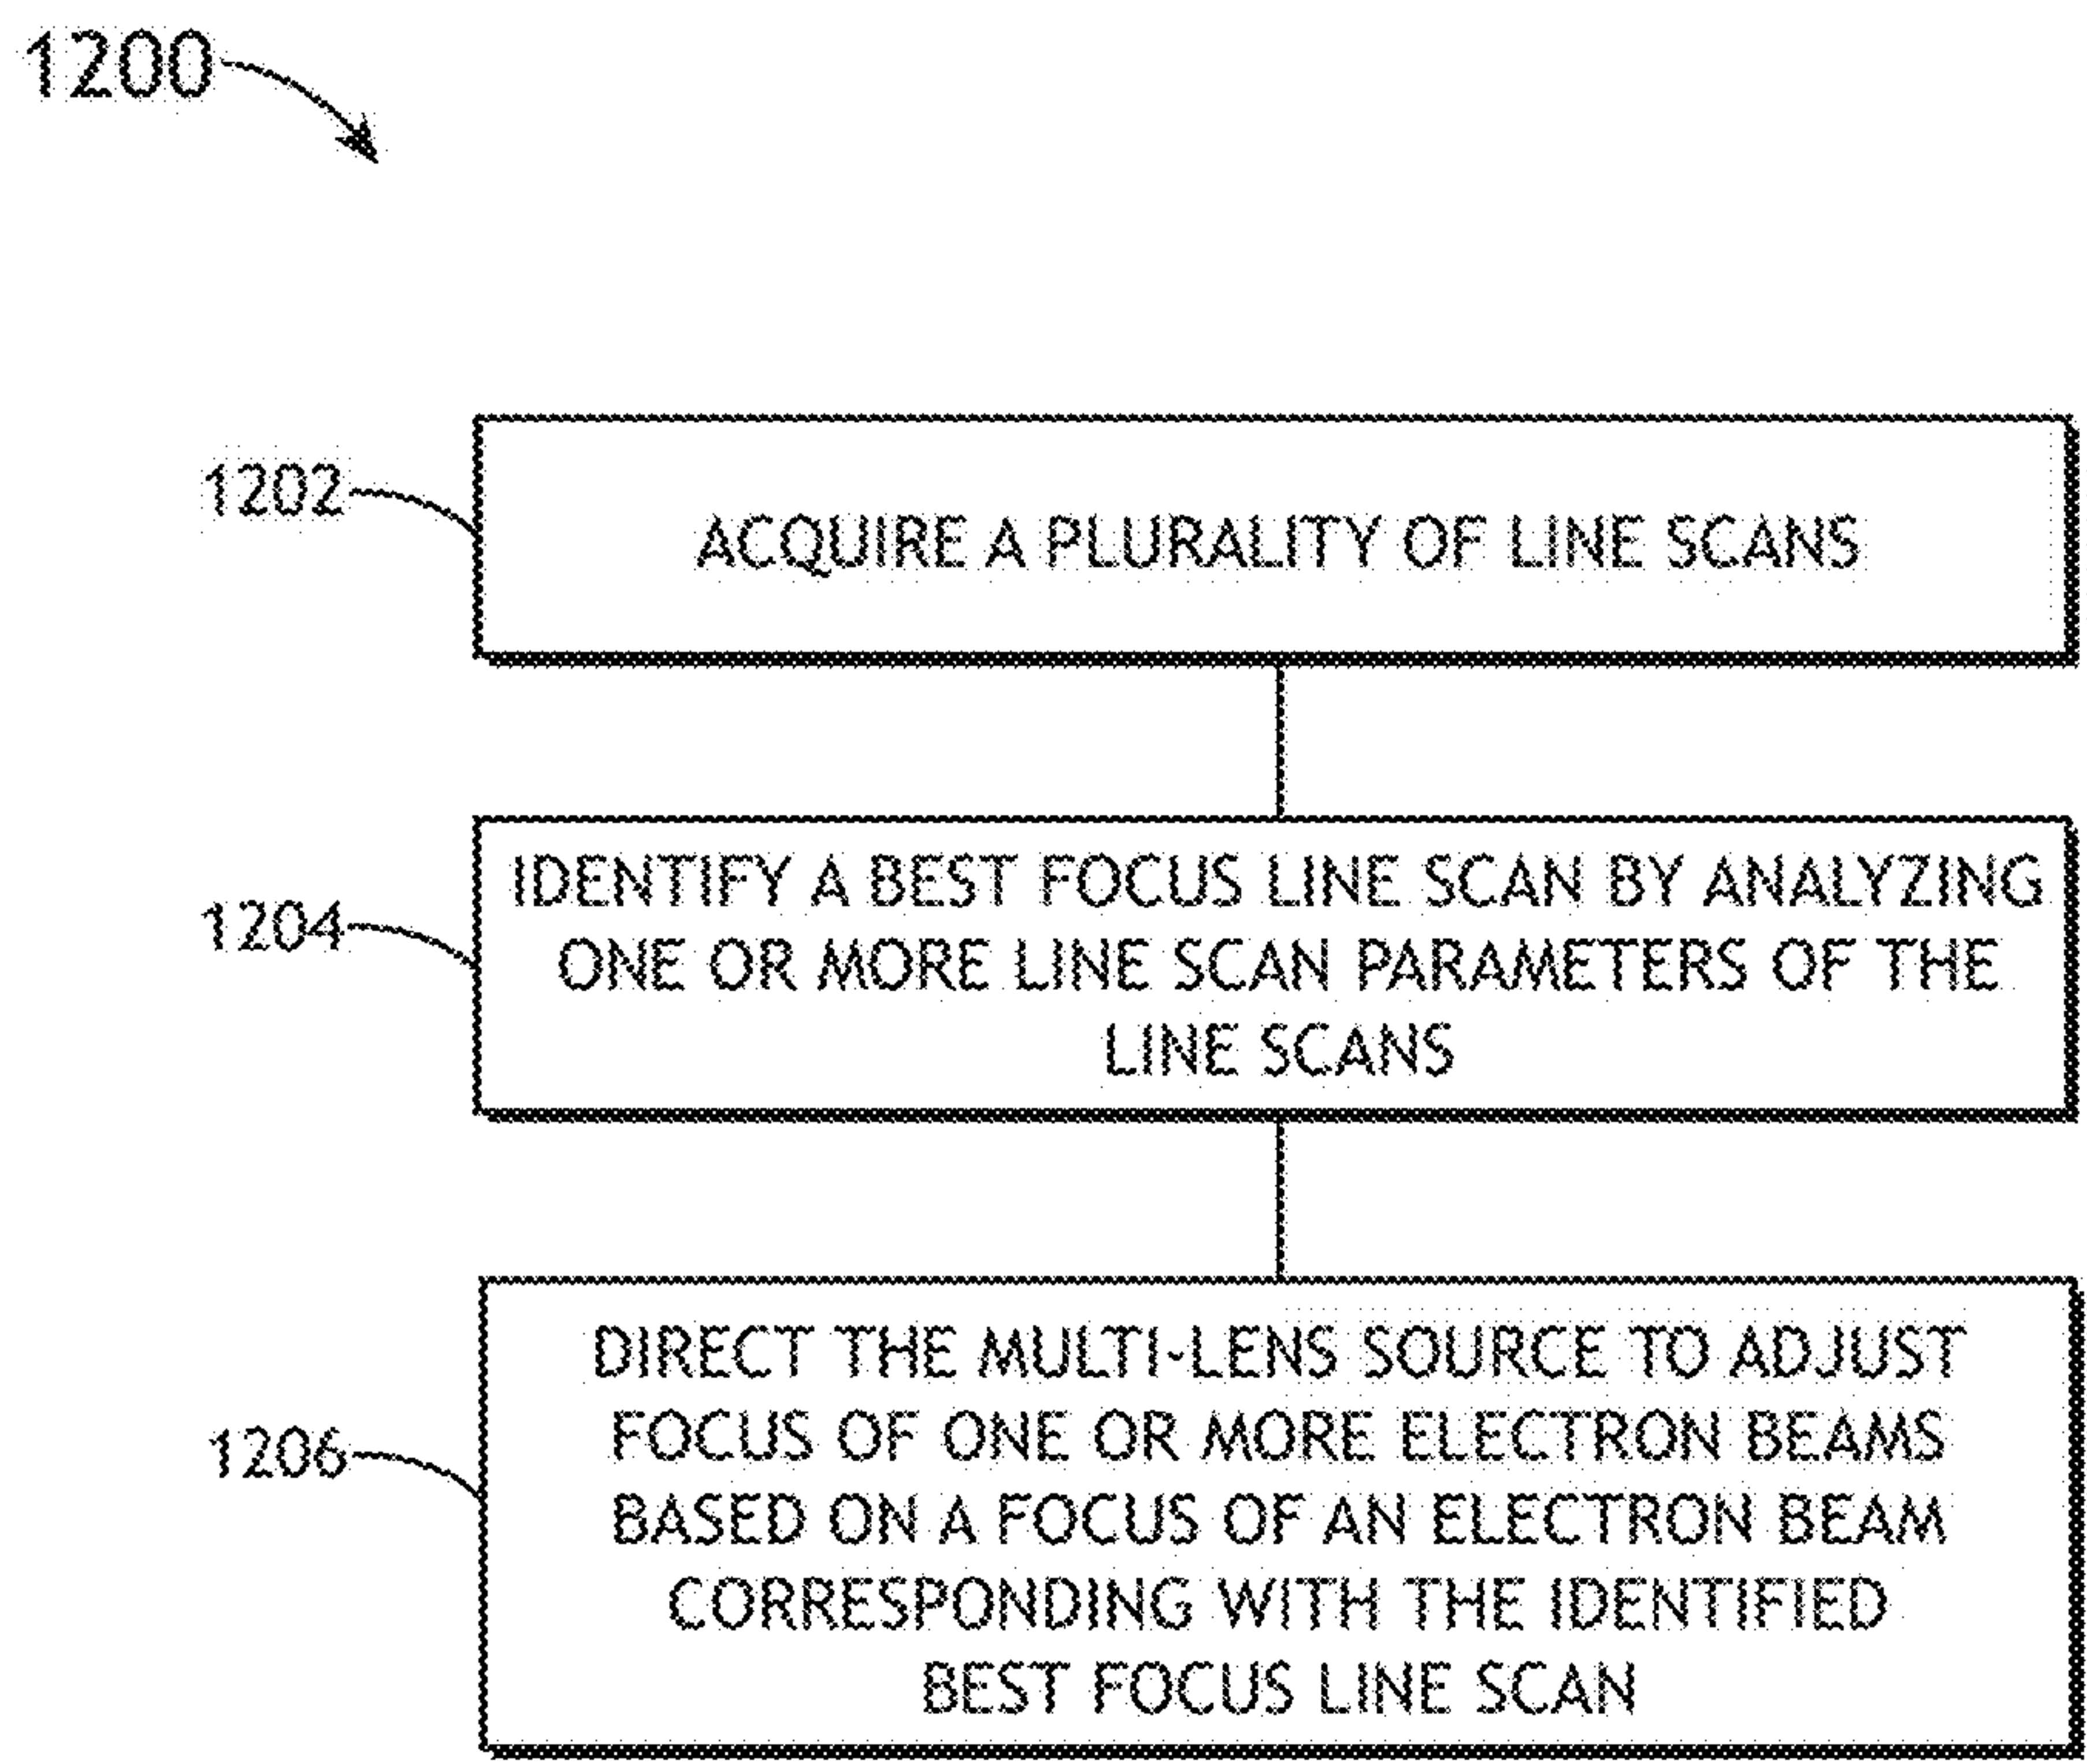 1200
1202
ACQUIRE A PLURALITY OF LINE SCANS
1204
IDENTIFY A BEST FOCUS LINE SCAN BY ANALYZING
ONE OR MORE LINE SCAN PARAMETERS OF THE
LINE SCANS
1206
DIRECT THE MULTI-LENS SOURCE TO ADJUST
FOCUS OF ONE OR MORE ELECTRON BEAMS
BASED ON A FOCUS OF AN ELECTRON BEAM
CORRESPONDING WITH THE IDENTIFIED
BEST FOCUS LINE SCAN